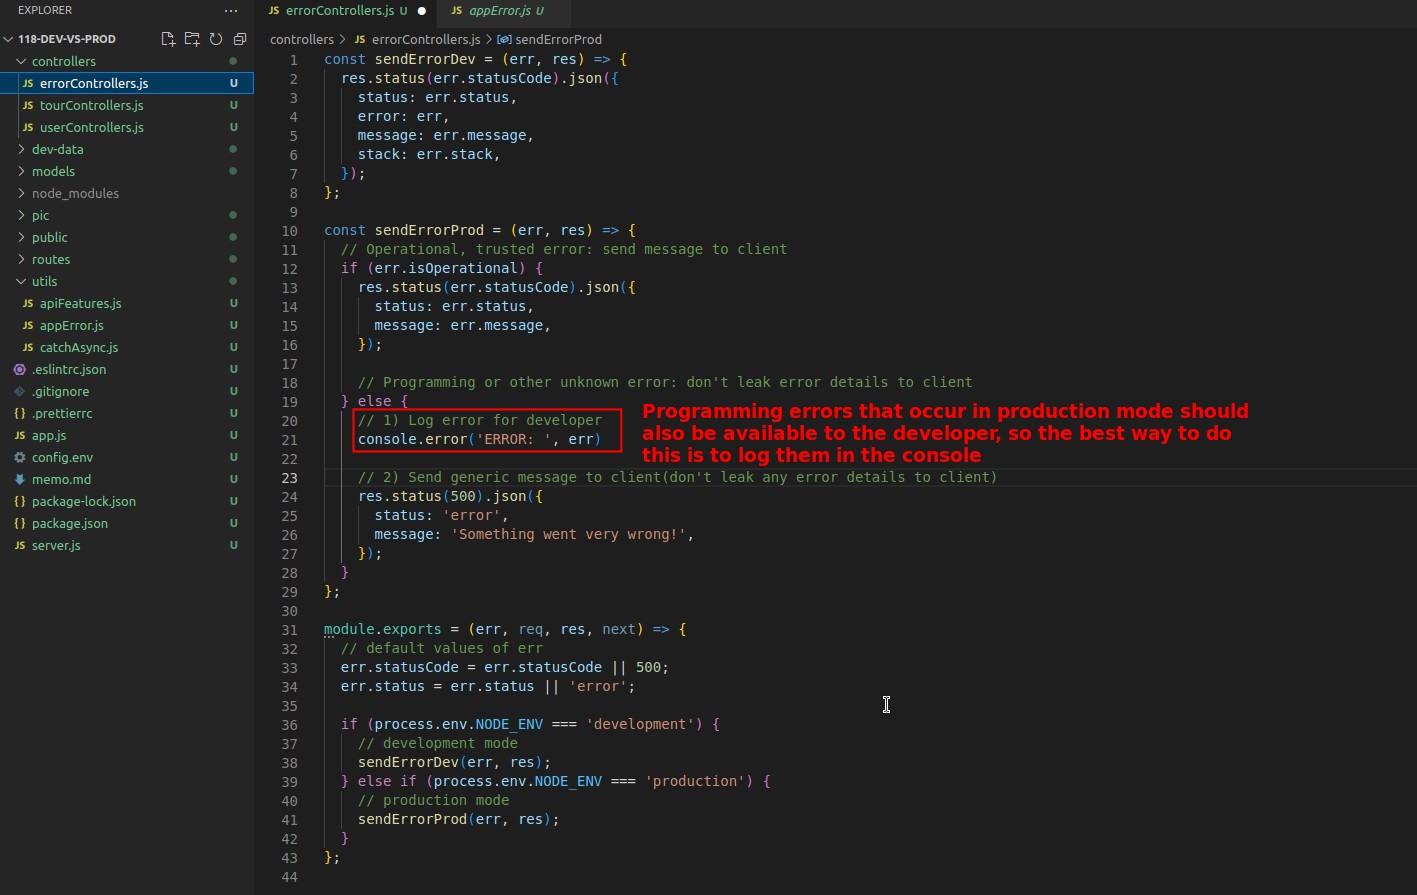 EXPLORER
118-DEV-VS-PROD
controllers
JS errorControllers.js U
JS tourControllers.js U
JS userControllers.js U
dev-data
models
node_modules
pic
public
routes
utils
JS apiFeatures.js U
JS appError.js U
JS catchAsync.js U
.eslintrc.json U
.gitignore U
{} .prettierrc U
JS app.js U
config.env U
memo.md U
{} package-lock.json U
{} package.json U
JS server.js U
JS errorControllers.js U ●
JS appError.js U
controllers > JS errorControllers.js > sendErrorProd
1 const sendErrorDev = (err, res) => {
2 res.status(err.statusCode).json({
3 status: err.status,
4 error: err,
5 message: err.message,
6 stack: err.stack,
7 });
8 };
9
10 const sendErrorProd = (err, res) => {
11 // Operational, trusted error: send message to client
12 if (err.isOperational) {
13 res.status(err.statusCode).json({
14 status: err.status,
15 message: err.message,
16 });
17
18 // Programming or other unknown error: don't leak error details to client
19 } else {
20 // 1) Log error for developer
21 console.error('ERROR: ', err)
22
23 // 2) Send generic message to client(don't leak any error details to client)
24 res.status(500).json({
25 status: 'error',
26 message: 'Something went very wrong!',
27 });
28 }
29 };
30
31 module.exports = (err, req, res, next) => {
32 // default values of err
33 err.statusCode = err.statusCode || 500;
34 err.status = err.status || 'error';
35
36 if (process.env.NODE_ENV === 'development') {
37 // development mode
38 sendErrorDev(err, res);
39 } else if (process.env.NODE_ENV === 'production') {
40 // production mode
41 sendErrorProd(err, res);
42 }
43 };
44
Programming errors that occur in production mode should
also be available to the developer, so the best way to do
this is to log them in the console